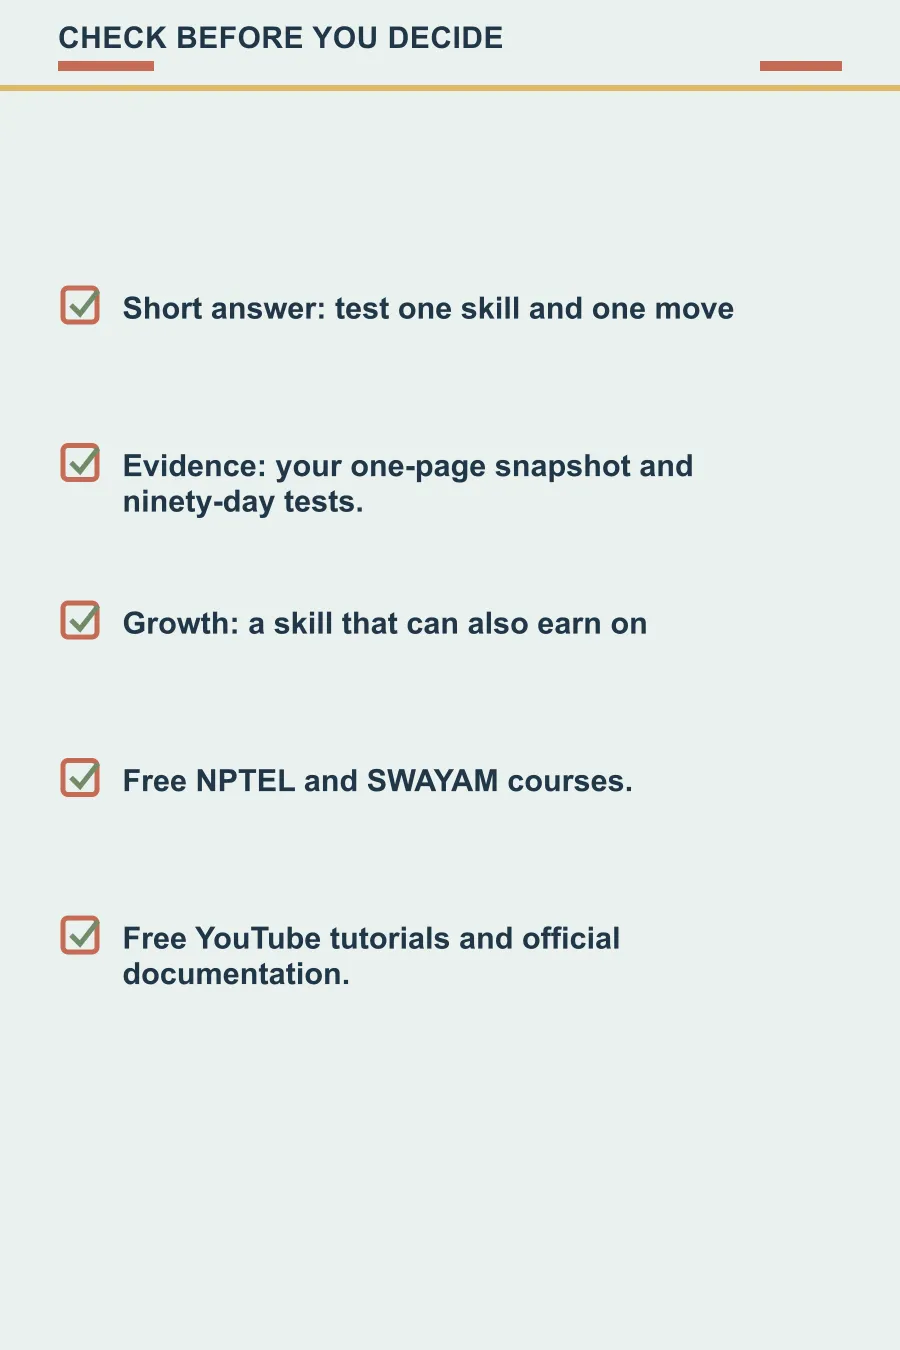 CHECK BEFORE YOU DECIDE
Short answer: test one skill and one move
Evidence: your one-page snapshot and
ninety-day tests.
Growth: a skill that can also earn on
Free NPTEL and SWAYAM courses.
Free YouTube tutorials and official
documentation.